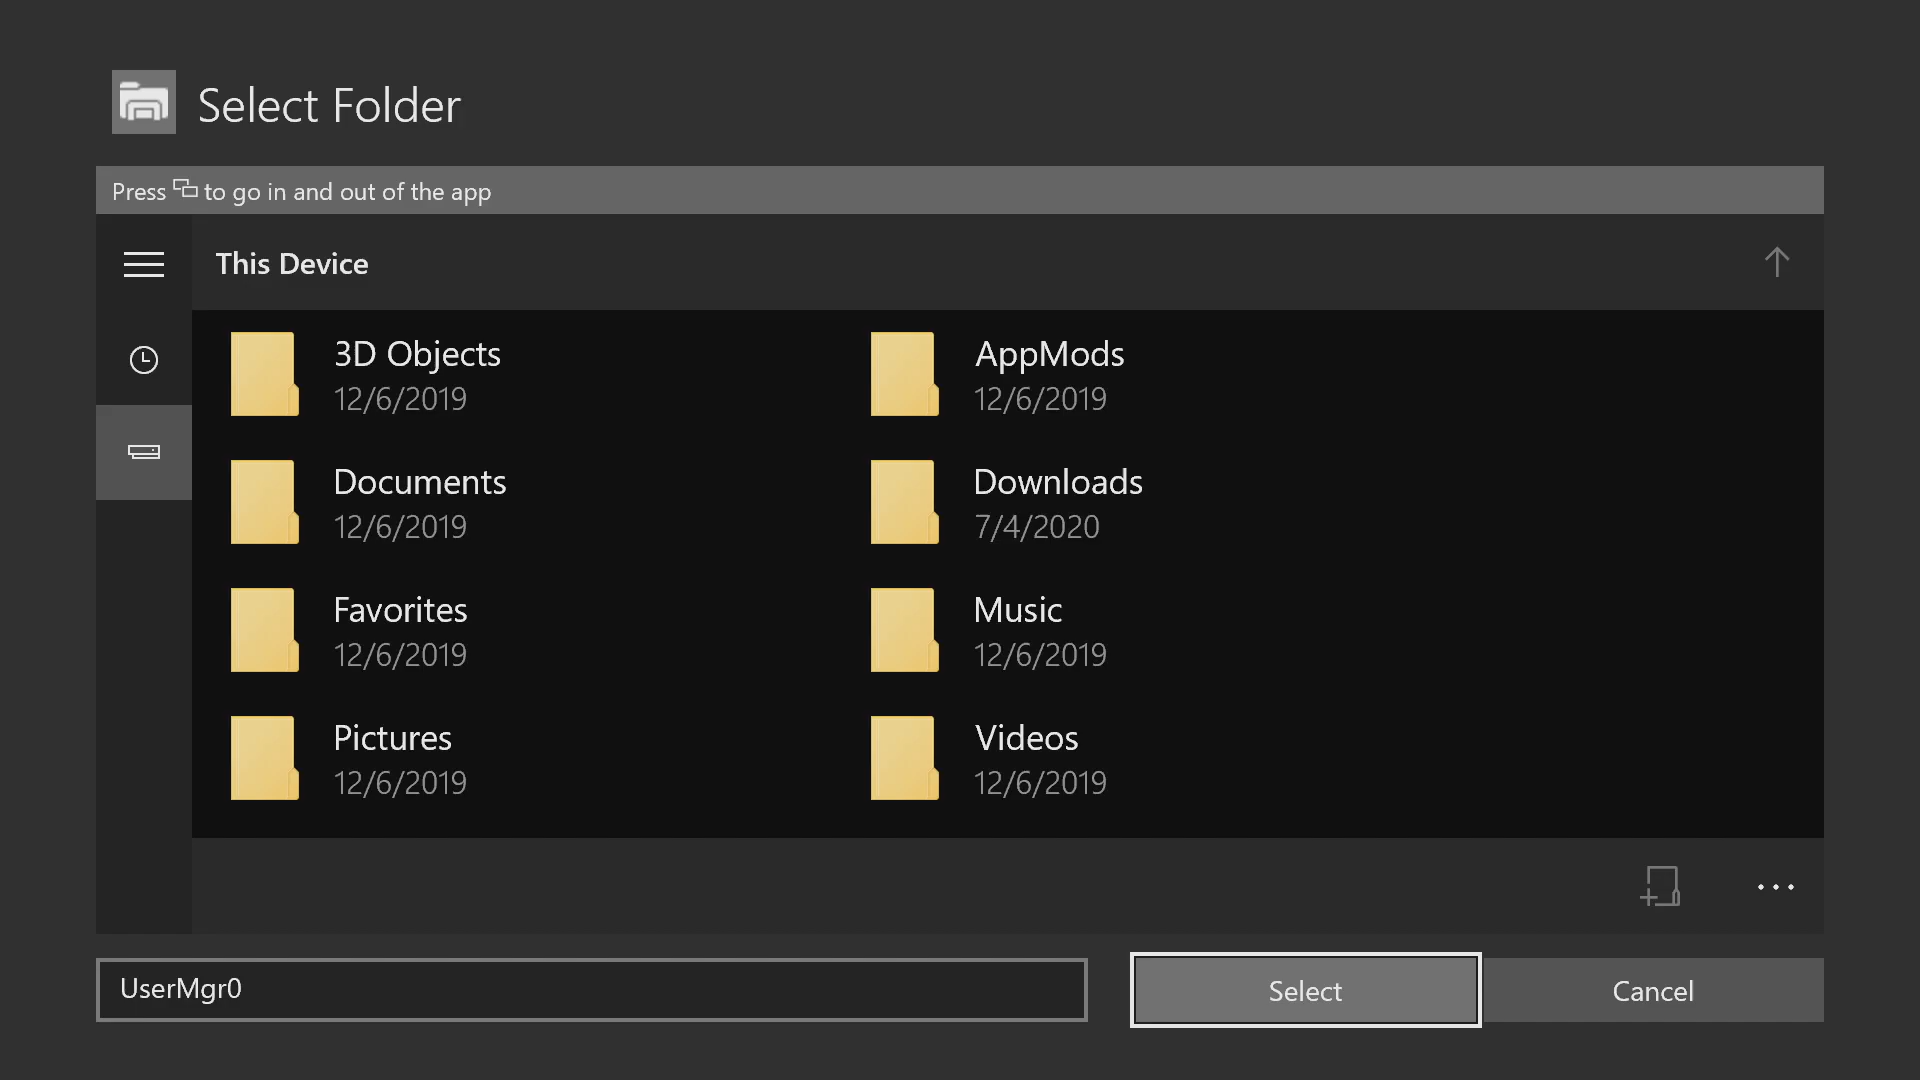 Select Folder
Press to go in and out of the app
This Device
3D Objects
12/6/2019
AppMods
12/6/2019
Documents
12/6/2019
Downloads
7/4/2020
Favorites
12/6/2019
Music
12/6/2019
Pictures
12/6/2019
Videos
12/6/2019
UserMgr0
Select
Cancel